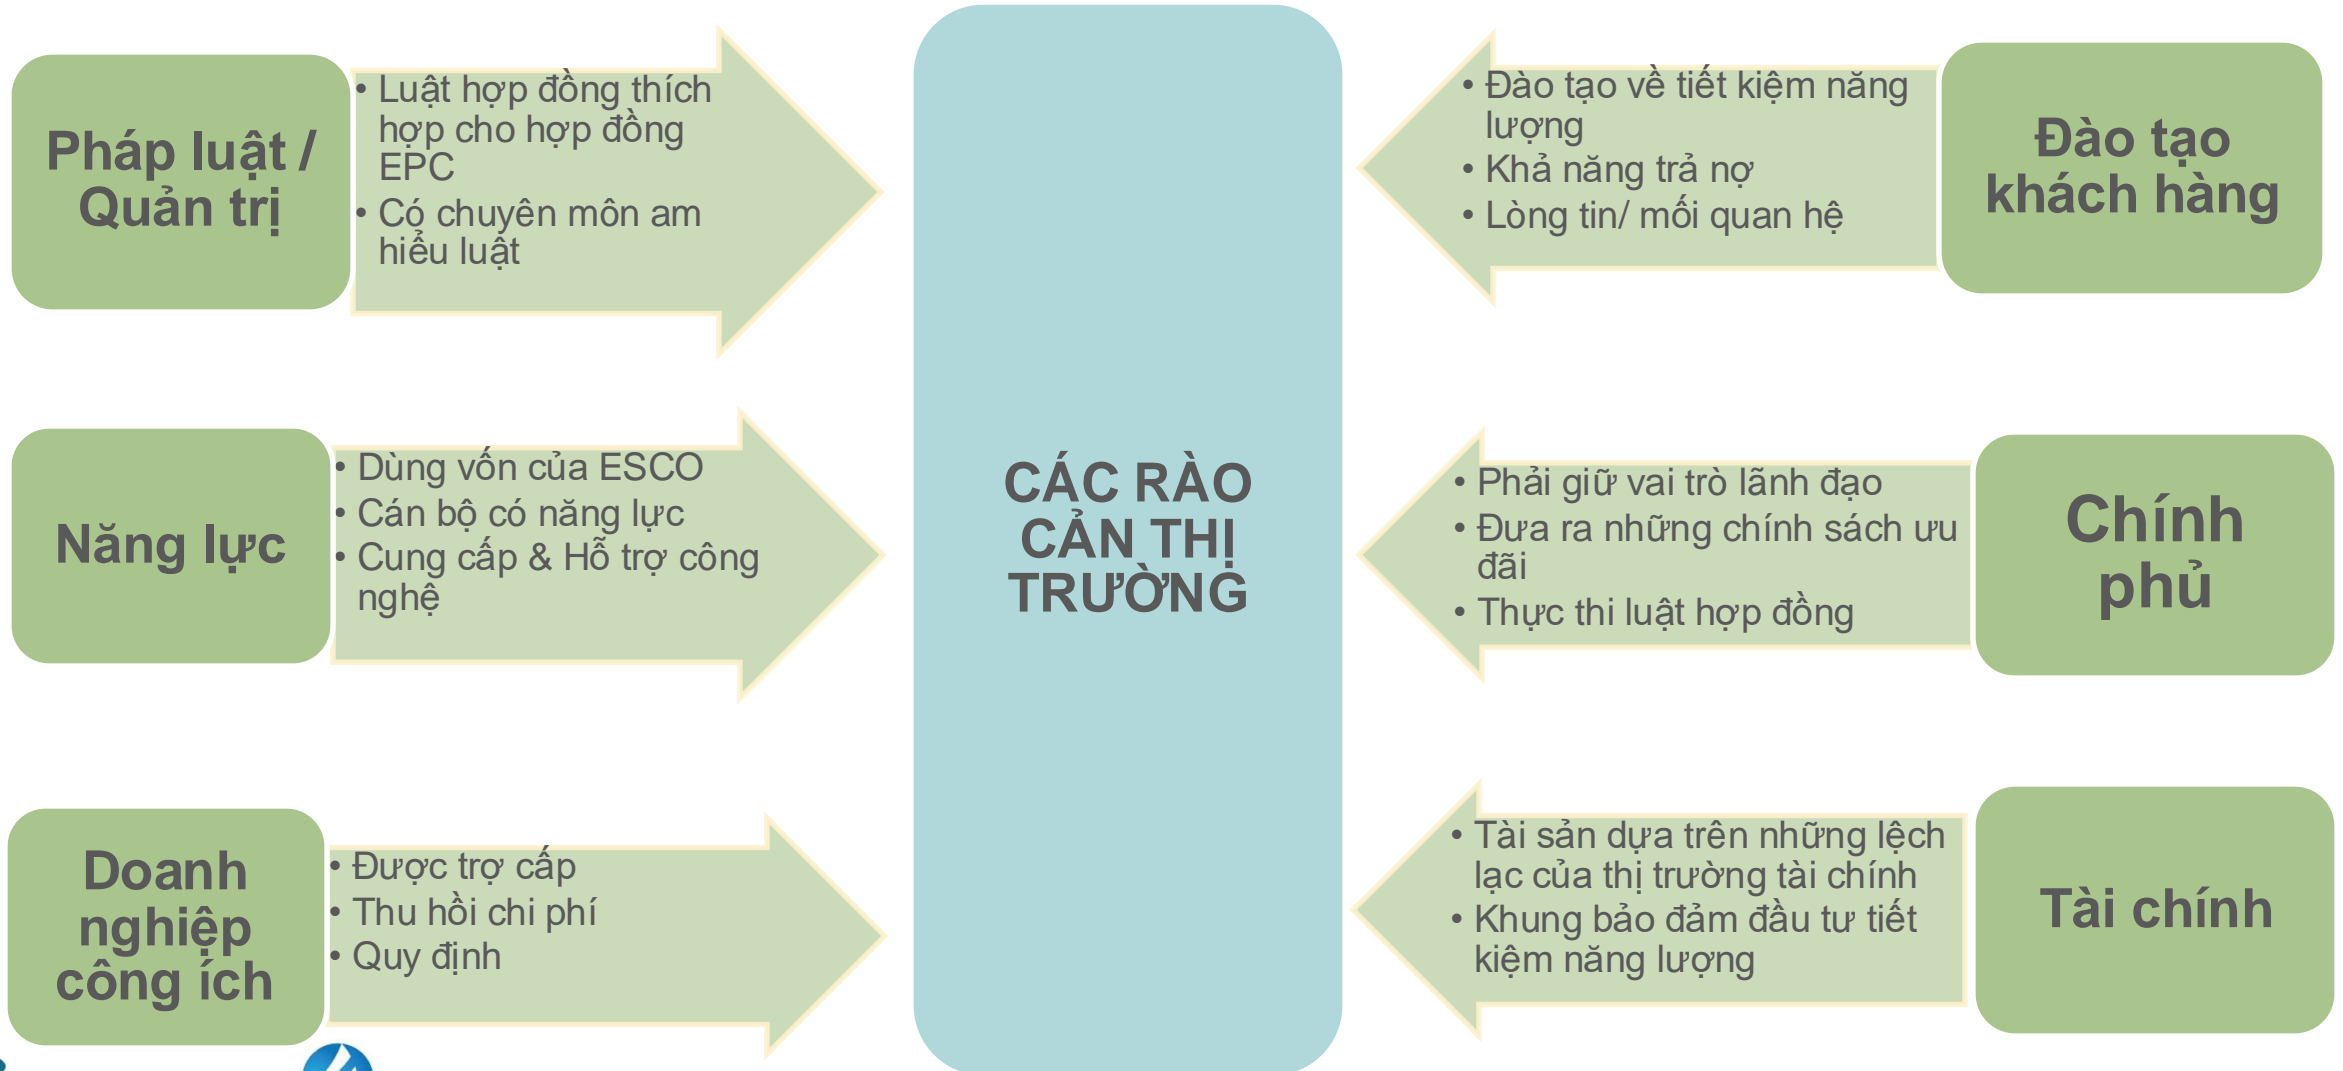 Pháp luật /
Quản trị
• Luật hợp đồng thích
hợp cho hợp đồng
EPC
• Có chuyên môn am
hiểu luật
Năng lực
• Dùng vốn của ESCO
• Cán bộ có năng lực
• Cung cấp & Hỗ trợ công
nghệ
Doanh
nghiệp
công ích
• Được trợ cấp
• Thu hồi chi phí
• Quy định
CÁC RÀO
CẢN THỊ
TRƯỜNG
• Đào tạo về tiết kiệm năng
lượng
• Khả năng trả nợ
• Lòng tin/ mối quan hệ
Đào tạo
khách hàng
• Phải giữ vai trò lãnh đạo
• Đưa ra những chính sách ưu
đãi
• Thực thi luật hợp đồng
Chính
phủ
• Tài sản dựa trên những lệch
lạc của thị trường tài chính
• Khung bảo đảm đầu tư tiết
kiệm năng lượng
Tài chính